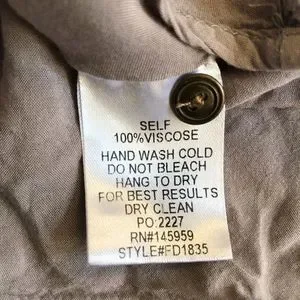 SELF
100%VISCOSE
HAND WASH COLD
DO NOT BLEACH
HANG TO DRY
FOR BEST RESULTS
DRY CLEAN
PO:2227
RN#145959
STYLE#FD1835